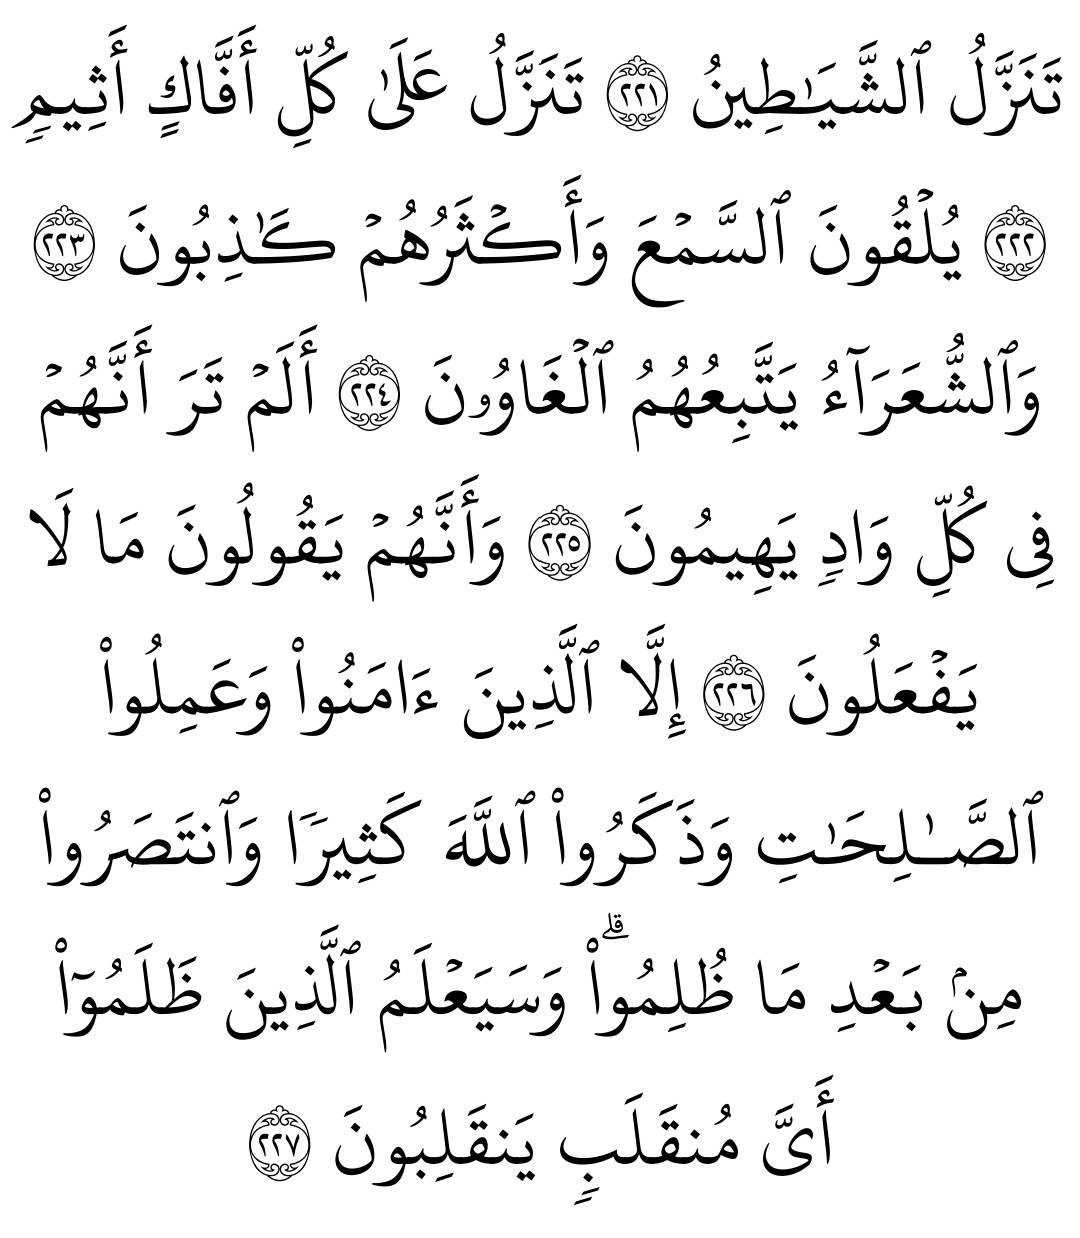 تَنَزَّلُ ٱلشَّيَـٰطِينُ ٢٢١ تَنَزَّلُ عَلَىٰ كُلِّ أَفَّاكٍ أَثِيمٍۢ
٢٢٢ يُلْقُونَ ٱلسَّمْعَ وَأَكْثَرُهُمْ كَـٰذِبُونَ ٢٢٣
وَٱلشُّعَرَآءُ يَتَّبِعُهُمُ ٱلْغَاوُۥنَ ٢٢٤ أَلَمْ تَرَ أَنَّهُمْ
فِى كُلِّ وَادٍۢ يَهِيمُونَ ٢٢٥ وَأَنَّهُمْ يَقُولُونَ مَا لَا
يَفْعَلُونَ ٢٢٦ إِلَّا ٱلَّذِينَ ءَامَنُوا۟ وَعَمِلُوا۟
ٱلصَّـٰلِحَـٰتِ وَذَكَرُوا۟ ٱللَّهَ كَثِيرًۭا وَٱنتَصَرُوا۟
مِنۢ بَعْدِ مَا ظُلِمُوا۟ ۗ وَسَيَعْلَمُ ٱلَّذِينَ ظَلَمُوٓا۟
أَىَّ مُنقَلَبٍۢ يَنقَلِبُونَ ٢٢٧